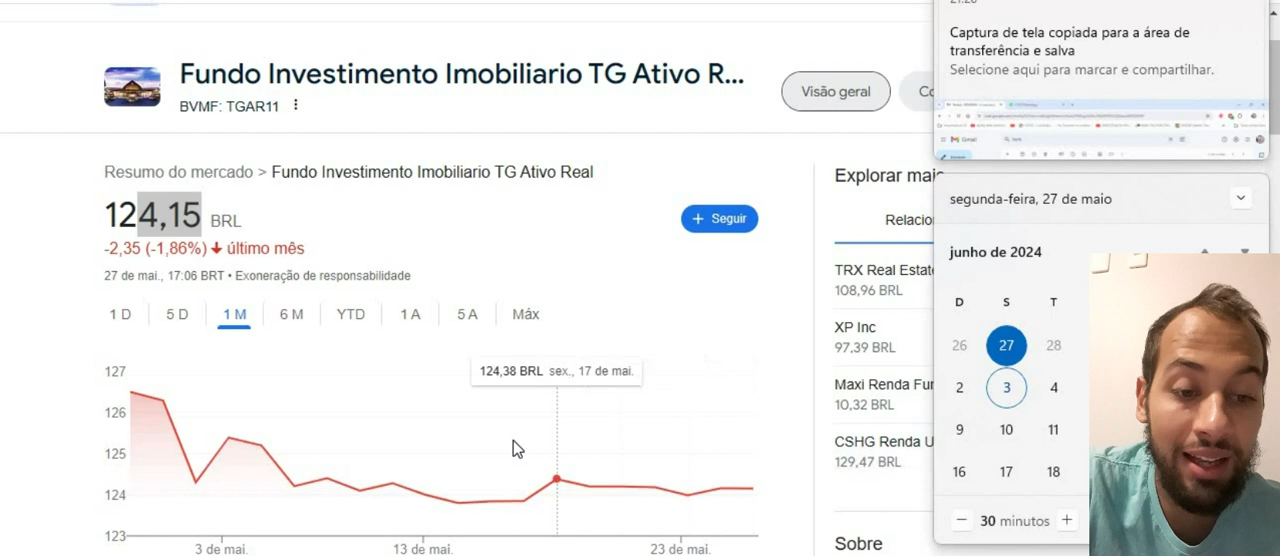 Fundo Investimento Imobiliario TG Ativo R...
BVMF: TGAR11
Visão geral
Resumo do mercado > Fundo Investimento Imobiliario TG Ativo Real
124,15 BRL
-2,35 (-1,86%) último mês
27 de mai., 17:06 BRT • Exoneração de responsabilidade
+ Seguir
1 D 5 D 1 M 6 M YTD 1 A 5 A Máx
124,38 BRL sex., 17 de mai.
127
126
125
124
123
3 de mai. 13 de mai. 23 de mai.
Explorar mais
TRX Real Estate
108,96 BRL
XP Inc
97,39 BRL
Maxi Renda Fun
10,32 BRL
CSHG Renda U
129,47 BRL
Sobre
Captura de tela copiada para a área de
transferência e salva
Selecione aqui para marcar e compartilhar.
Gmail
segunda-feira, 27 de maio
junho de 2024
D S T
26 27 28
2 3 4
9 10 11
16 17 18
− 30 minutos +